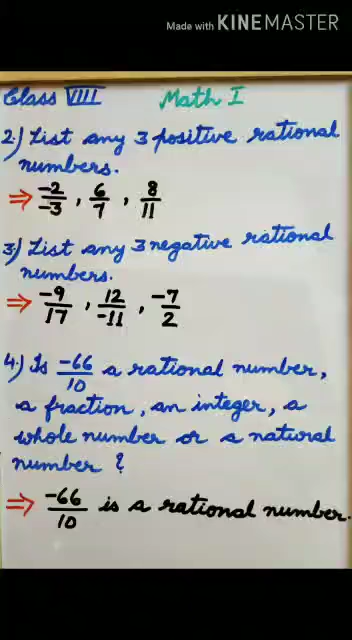 Made with KINEMASTER
Class VIII Math I
2) List any 3 positive rational
numbers.
⇒ -2/-3, 6/7, 8/11
3) List any 3 negative rational
numbers.
⇒ -9/17, 12/-11, -7/2
4) Is -66/10 a rational number,
a fraction, an integer, a
whole number or a natural
number ?
⇒ -66/10 is a rational number.